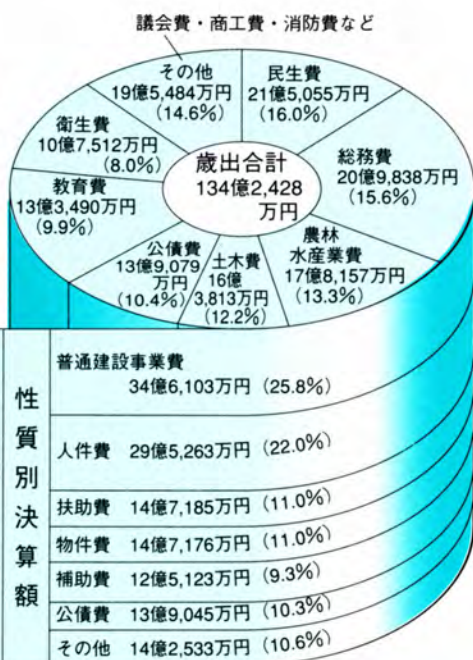 議会費・商工費・消防費など
その他
19億5,484万円
(14.6%)
民生費
21億5,055万円
(16.0%)
衛生費
10億7,512万円
(8.0%)
総務費
20億9,838万円
(15.6%)
歳出合計
134億2,428
万円
教育費
13億3,490万円
(9.9%)
公債費
13億9,079
万円
(10.4%)
土木費
16億
3,813万円
(12.2%)
農林
水産業費
17億8,157万円
(13.3%)
性質別決算額
普通建設事業費
34億6,103万円 (25.8%)
人件費 29億5,263万円 (22.0%)
扶助費 14億7,185万円 (11.0%)
物件費 14億7,176万円 (11.0%)
補助費 12億5,123万円 (9.3%)
公債費 13億9,045万円 (10.3%)
その他 14億2,533万円 (10.6%)